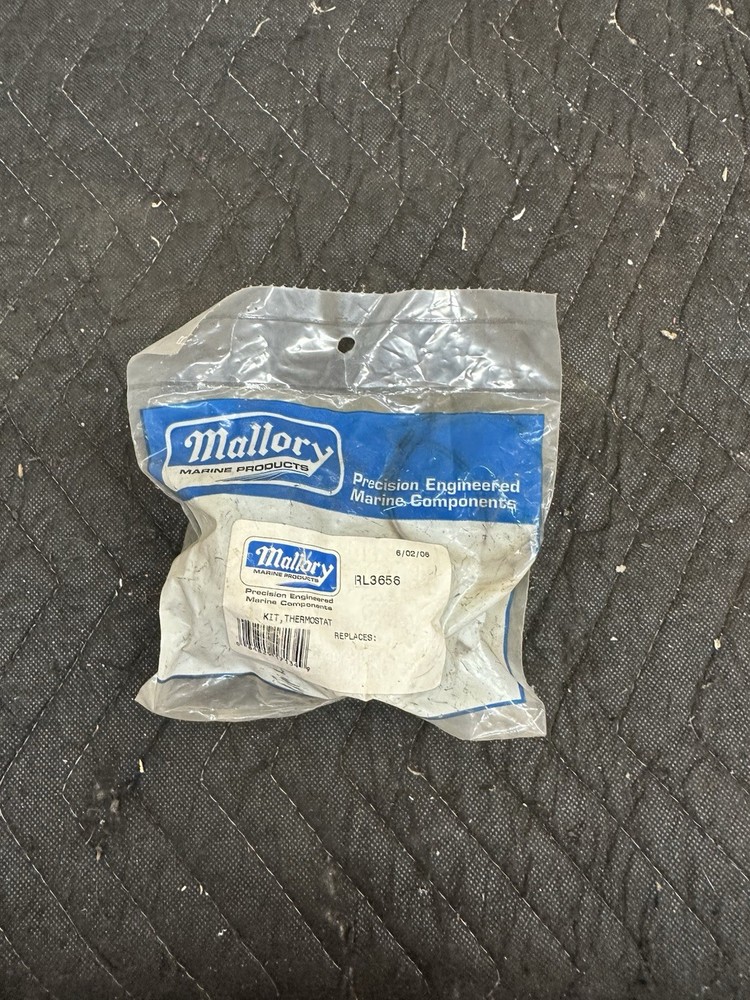 Mallory
MARINE PRODUCTS
Precision Engineered
Marine Components
Mallory
MARINE PRODUCTS
Precision Engineered
Marine Components
6/02/06
RL3656
KIT, THERMOSTAT
REPLACES: